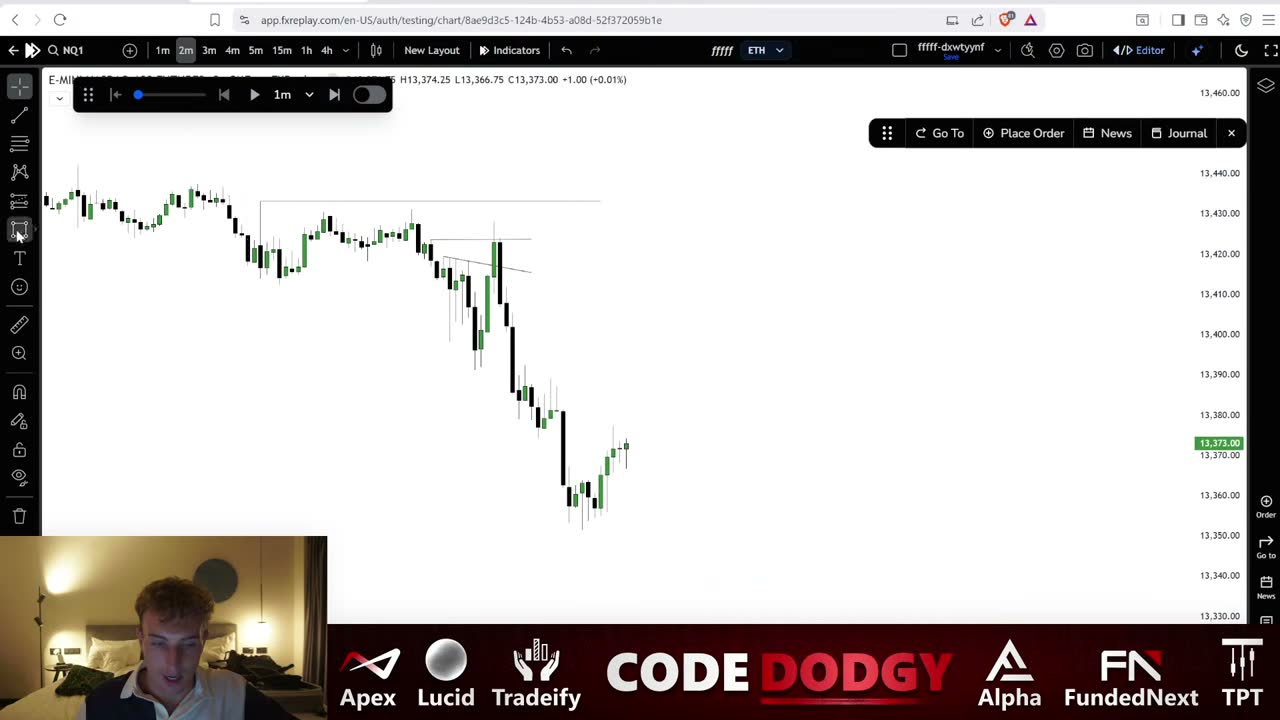 app.fxreplay.com/en-US/auth/testing/chart/8ae9d3c5-124b-4b53-a08d-52f372059b1e
NQ1
1m 2m 3m 4m 5m 15m 1h 4h
New Layout
Indicators
fffff
ETH
fffff-dxwtyynf
Save
Editor
H13,374.25 L13,366.75 C13,373.00 +1.00 (+0.01%)
1m
Go To
Place Order
News
Journal
13,460.00
13,440.00
13,430.00
13,420.00
13,410.00
13,400.00
13,390.00
13,380.00
13,373.00
13,370.00
13,360.00
13,350.00
13,340.00
13,330.00
Order
Go to
News
CODE DODGY
Apex
Lucid
Tradeify
Alpha
FN
FundedNext
TPT